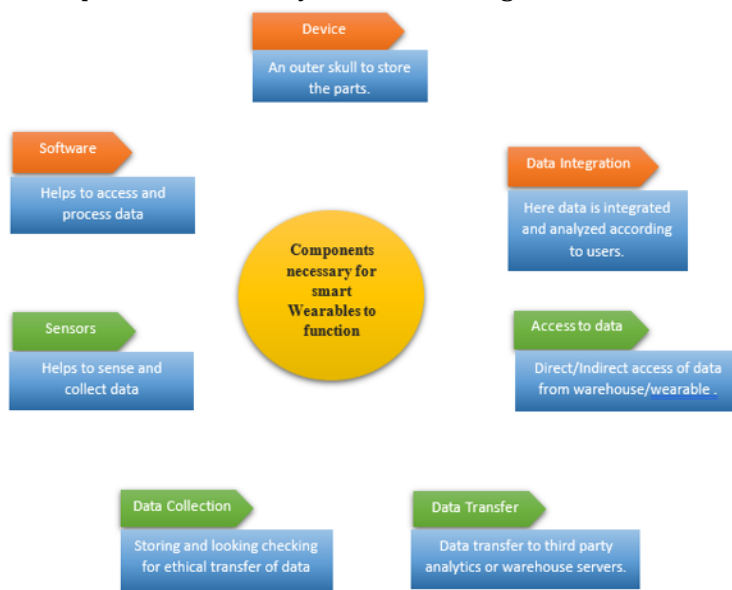 Device
An outer skull to store
the parts.
Software
Helps to access and
process data
Data Integration
Here data is integrated
and analyzed according
to users.
Components
necessary for
smart
Wearables to
function
Sensors
Helps to sense and
collect data
Access to data
Direct/Indirect access of data
from warehouse/wearable .
Data Collection
Storing and looking checking
for ethical transfer of data
Data Transfer
Data transfer to third party
analytics or warehouse servers.